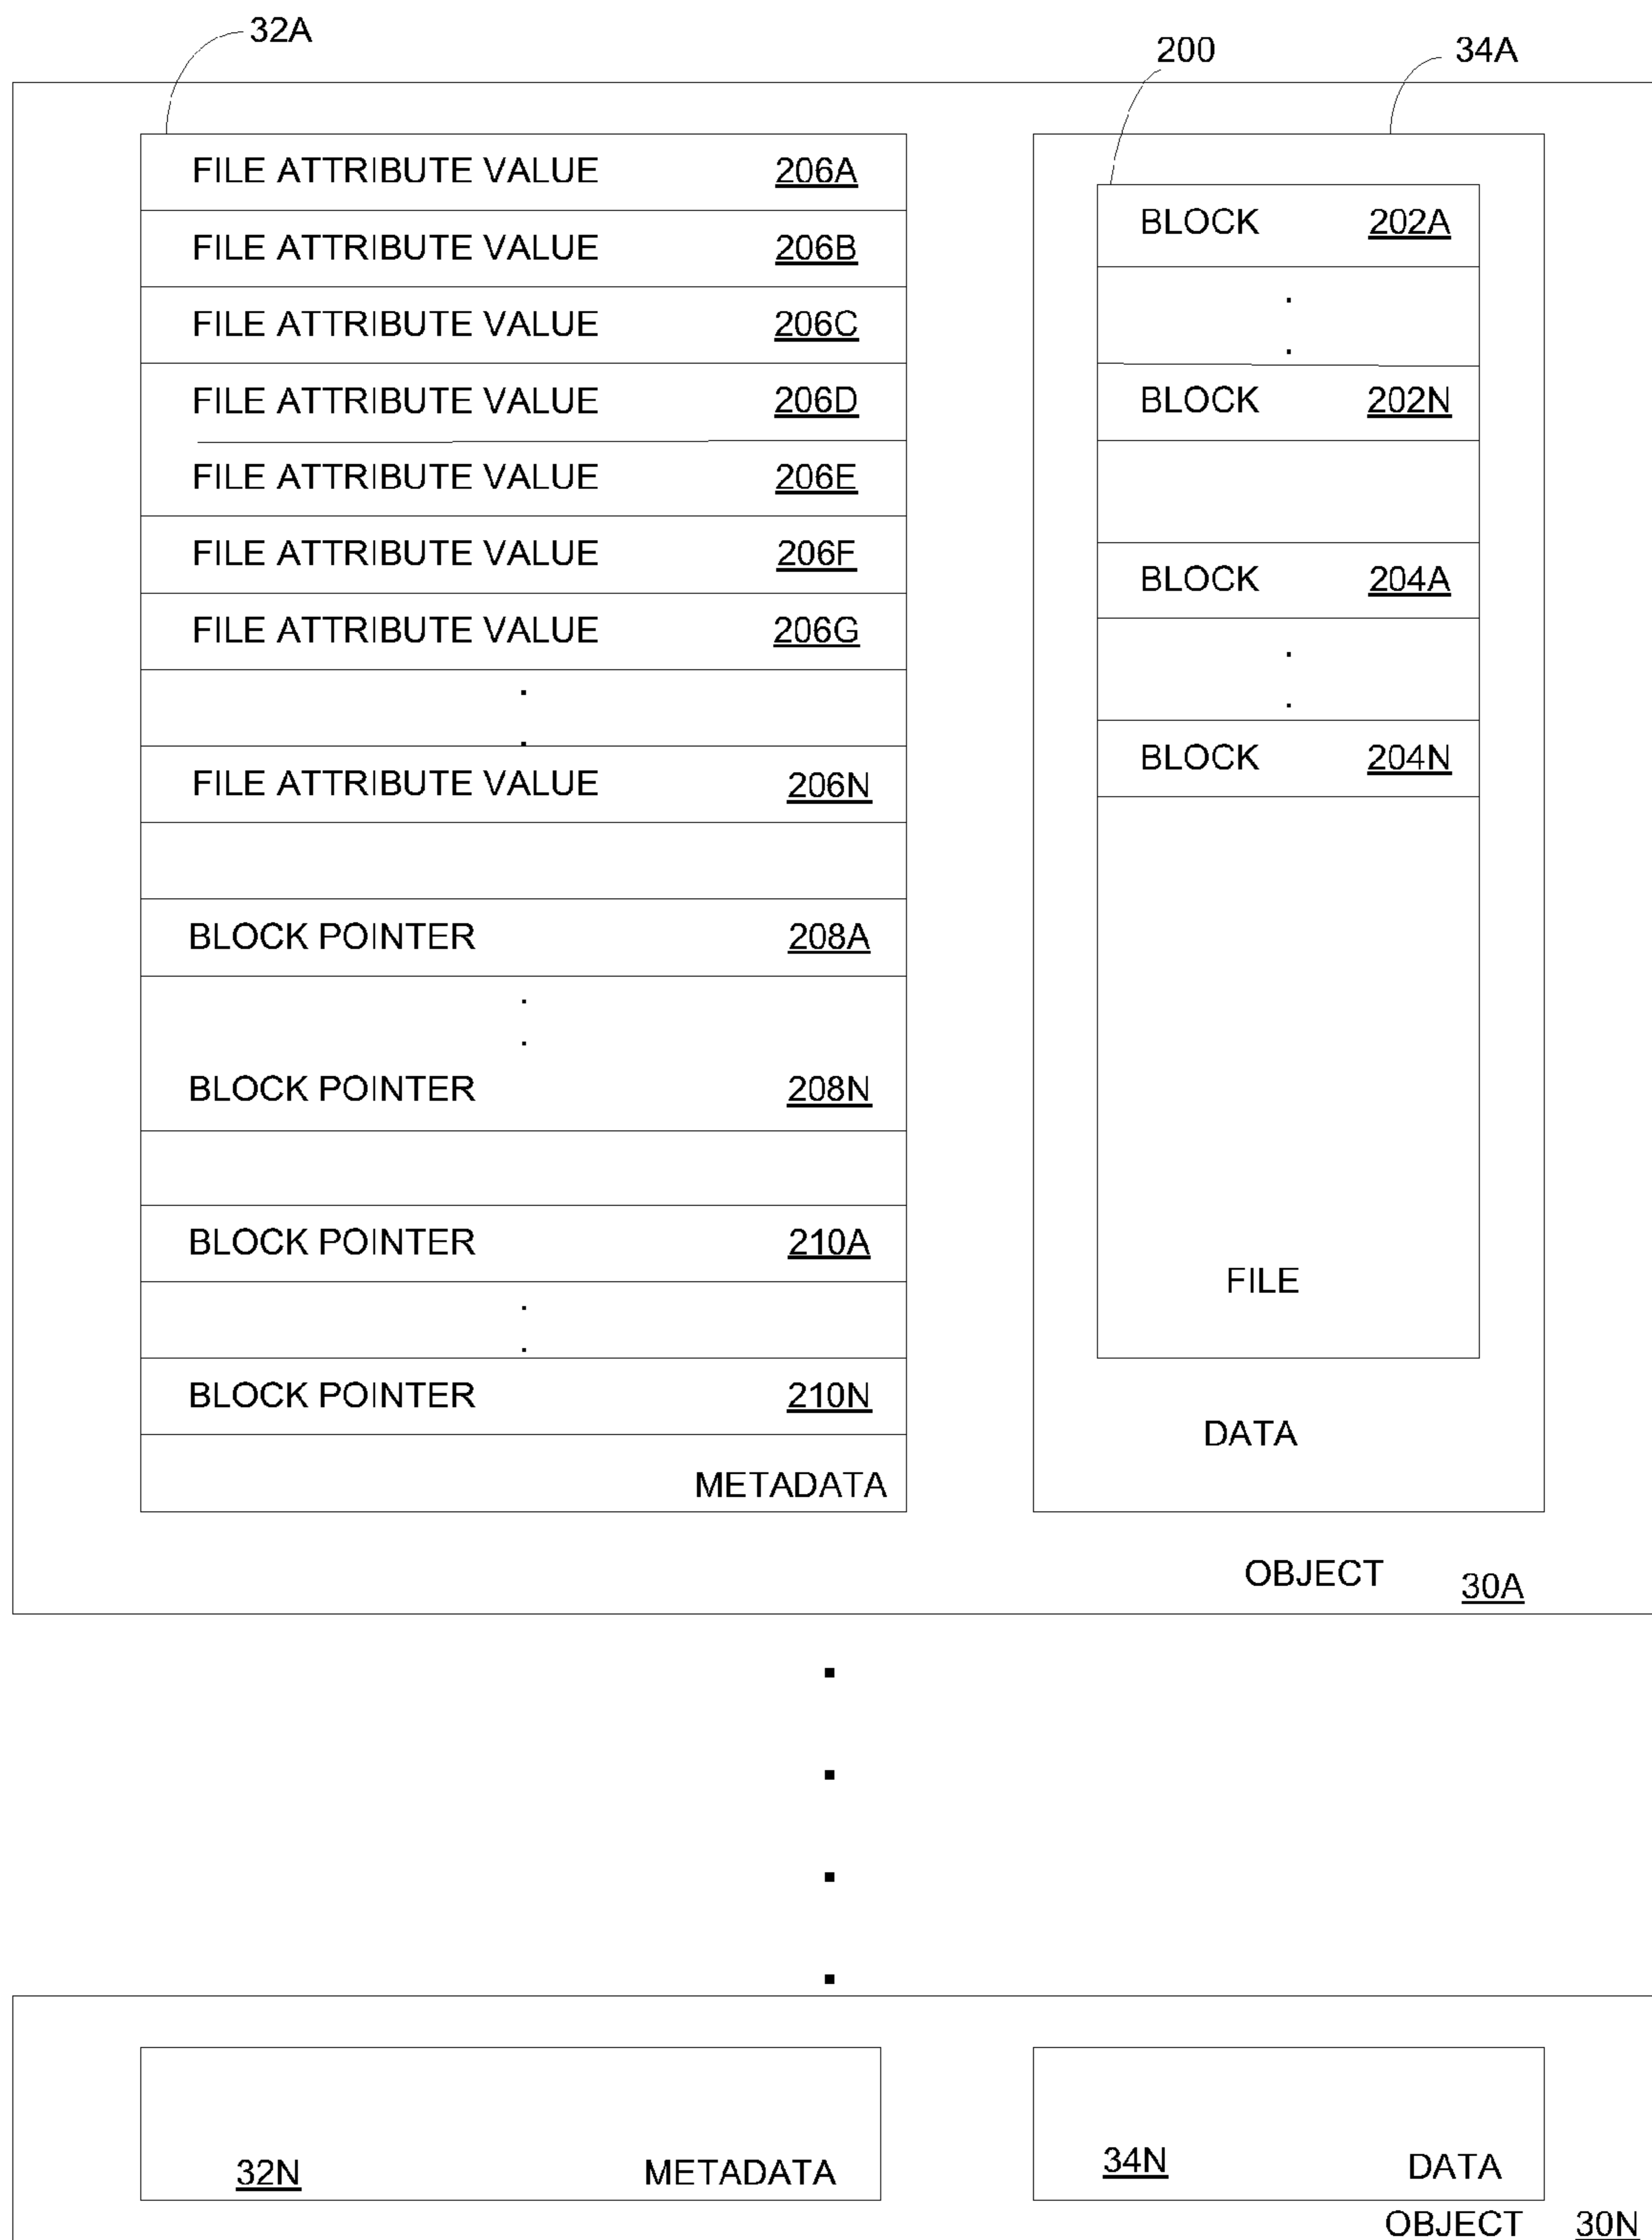 32A
200
34A
FILE ATTRIBUTE VALUE 206A
FILE ATTRIBUTE VALUE 206B
FILE ATTRIBUTE VALUE 206C
FILE ATTRIBUTE VALUE 206D
FILE ATTRIBUTE VALUE 206E
FILE ATTRIBUTE VALUE 206F
FILE ATTRIBUTE VALUE 206G
.
.
FILE ATTRIBUTE VALUE 206N
BLOCK POINTER 208A
.
.
BLOCK POINTER 208N
BLOCK POINTER 210A
.
.
BLOCK POINTER 210N
METADATA
BLOCK 202A
.
.
BLOCK 202N
BLOCK 204A
.
.
BLOCK 204N
FILE
DATA
OBJECT 30A
.
.
.
.
32N METADATA
34N DATA
OBJECT 30N